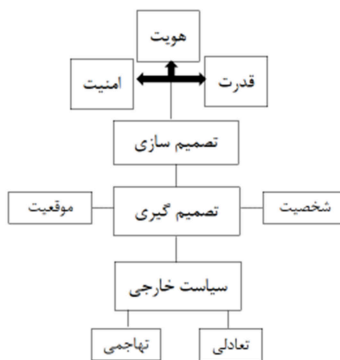 هویت
قدرت
امنیت
تصمیم سازی
شخصیت
تصمیم گیری
موقعیت
سیاست خارجی
تعادلی
تهاجمی